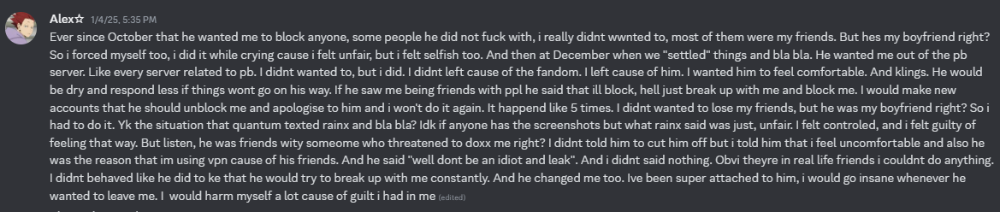 Alex☆ 1/4/25, 5:35 PM
Ever since October that he wanted me to block anyone, some people he did not fuck with, i really didnt wwnted to, most of them were my friends. But hes my boyfriend right?
So i forced myself too, i did it while crying cause i felt unfair, but i felt selfish too. And then at December when we "settled" things and bla bla. He wanted me out of the pb
server. Like every server related to pb. I didnt wanted to, but i did. I didnt left cause of the fandom. I left cause of him. I wanted him to feel comfortable. And klings. He would
be dry and respond less if things wont go on his way. If he saw me being friends with ppl he said that ill block, hell just break up with me and block me. I would make new
accounts that he should unblock me and apologise to him and i won't do it again. It happend like 5 times. I didnt wanted to lose my friends, but he was my boyfriend right? So i
had to do it. Yk the situation that quantum texted rainx and bla bla? Idk if anyone has the screenshots but what rainx said was just, unfair. I felt controled, and i felt guilty of
feeling that way. But listen, he was friends wity someone who threatened to doxx me right? I didnt told him to cut him off but i told him that i feel uncomfortable and also he
was the reason that im using vpn cause of his friends. And he said "well dont be an idiot and leak". And i didnt said nothing. Obvi theyre in real life friends i couldnt do anything.
I didnt behaved like he did to ke that he would try to break up with me constantly. And he changed me too. Ive been super attached to him, i would go insane whenever he
wanted to leave me. I would harm myself a lot cause of guilt i had in me (edited)